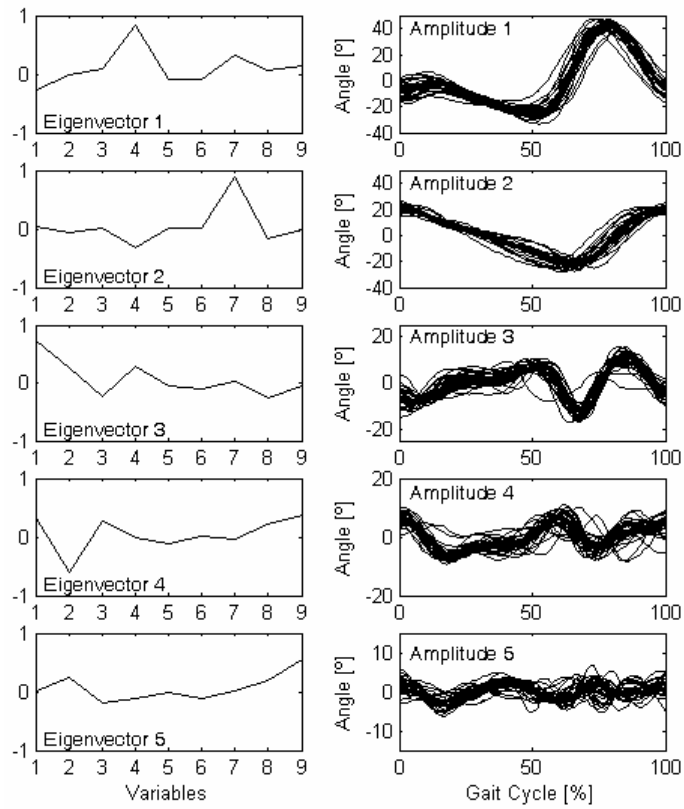 1
0
-1
Eigenvector 1
1 2 3 4 5 6 7 8 9
Angle [º]
40
20
0
-20
-40
Amplitude 1
0 50 100
1
0
-1
Eigenvector 2
1 2 3 4 5 6 7 8 9
Angle [º]
40
20
0
-20
-40
Amplitude 2
0 50 100
1
0
-1
Eigenvector 3
1 2 3 4 5 6 7 8 9
Angle [º]
20
0
-20
Amplitude 3
0 50 100
1
0
-1
Eigenvector 4
1 2 3 4 5 6 7 8 9
Angle [º]
20
0
-20
Amplitude 4
0 50 100
1
0
-1
Eigenvector 5
1 2 3 4 5 6 7 8 9
Variables
Angle [º]
10
0
-10
Amplitude 5
0 50 100
Gait Cycle [%]